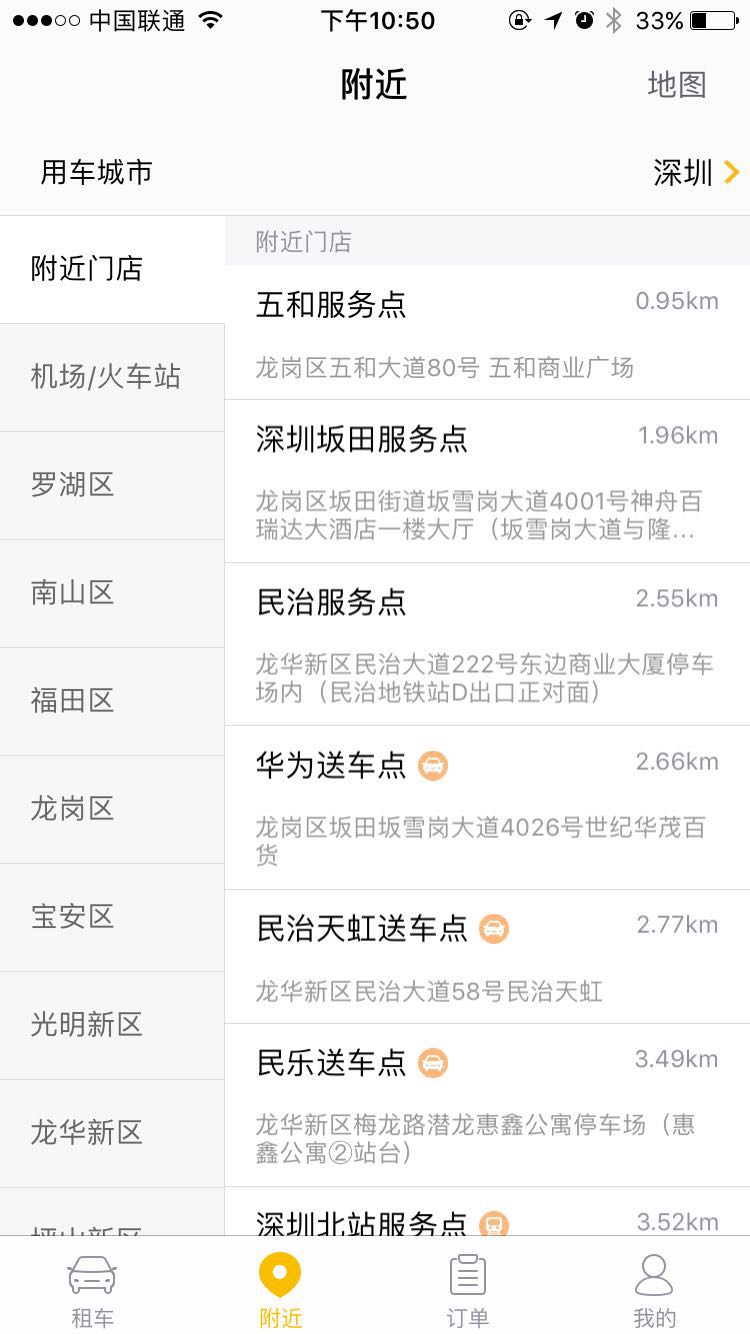 中国联通 下午10:50 33%
附近 地图
用车城市 深圳
附近门店
机场/火车站
罗湖区
南山区
福田区
龙岗区
宝安区
光明新区
龙华新区
坪山新区
附近门店
五和服务点 0.95km
龙岗区五和大道80号 五和商业广场
深圳坂田服务点 1.96km
龙岗区坂田街道坂雪岗大道4001号神舟百
瑞达大酒店一楼大厅（坂雪岗大道与隆...
民治服务点 2.55km
龙华新区民治大道222号东边商业大厦停车
场内（民治地铁站D出口正对面）
华为送车点 2.66km
龙岗区坂田坂雪岗大道4026号世纪华茂百
货
民治天虹送车点 2.77km
龙华新区民治大道58号民治天虹
民乐送车点 3.49km
龙华新区梅龙路潜龙惠鑫公寓停车场（惠
鑫公寓②站台）
深圳北站服务点 3.52km
租车 附近 订单 我的